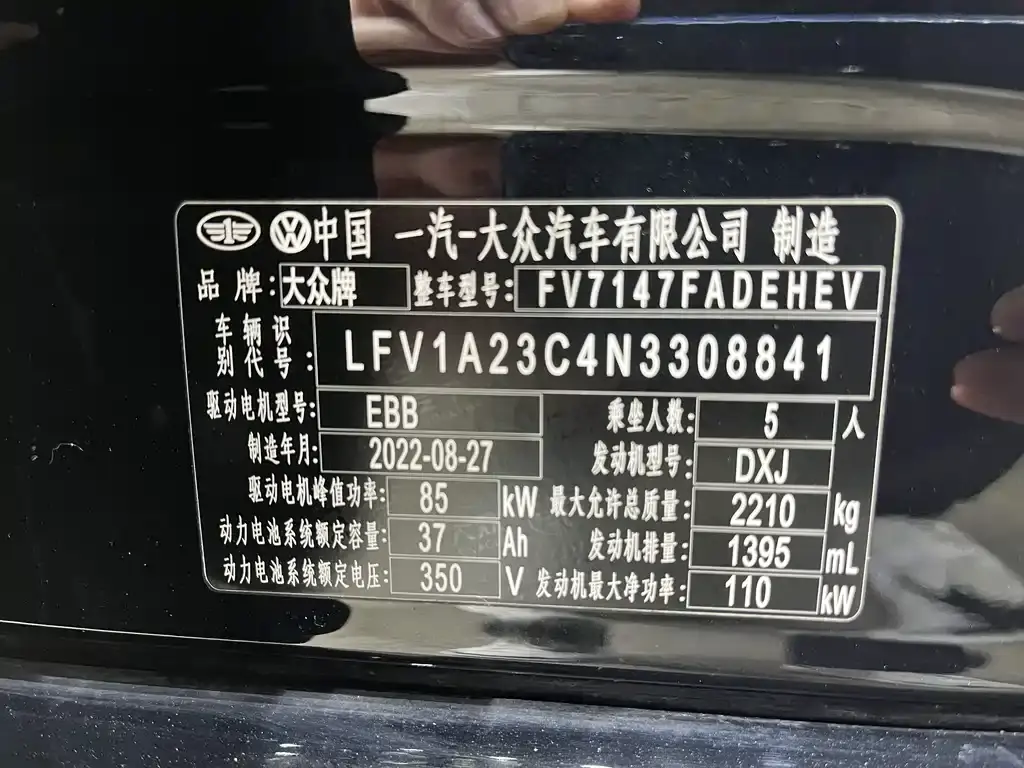 中国 一汽-大众汽车有限公司 制造
品 牌: 大众牌 整车型号: FV7147FADEHEV
车辆识别代号: LFV1A23C4N3308841
驱动电机型号: EBB 乘坐人数: 5 人
制造年月: 2022-08-27 发动机型号: DXJ
驱动电机峰值功率: 85 kW 最大允许总质量: 2210 kg
动力电池系统额定容量: 37 Ah 发动机排量: 1395 mL
动力电池系统额定电压: 350 V 发动机最大净功率: 110 kW